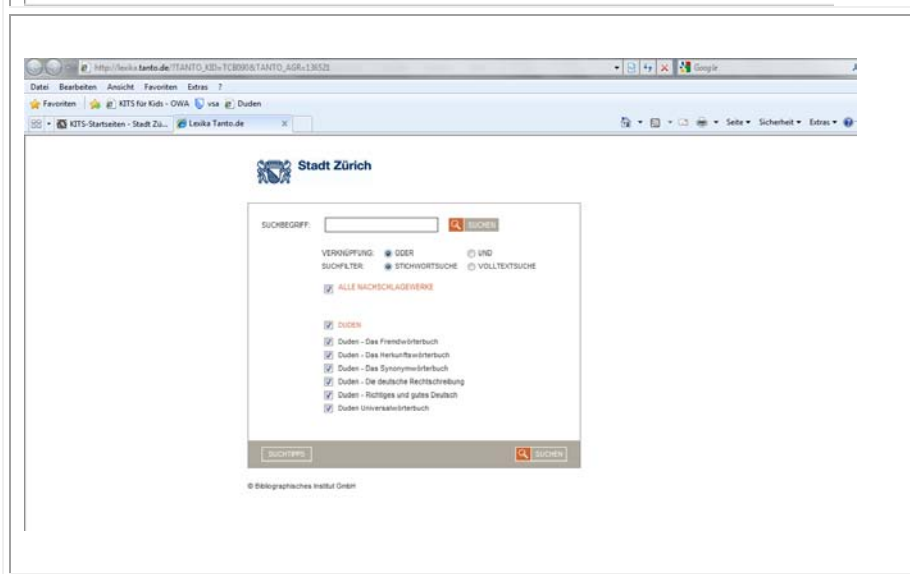 http://lexika.tanto.de/?TANTO_KID=TCB090&TANTO_AGR=136521 Google
Datei Bearbeiten Ansicht Favoriten Extras ?
Favoriten KITS für Kids - OWA vsa Duden
KITS-Startseiten - Stadt Zü... Lexika Tanto.de Seite Sicherheit Extras
Stadt Zürich
SUCHBEGRIFF: SUCHEN
VERKNÜPFUNG: ODER UND
SUCHFILTER: STICHWORTSUCHE VOLLTEXTSUCHE
ALLE NACHSCHLAGEWERKE
DUDEN
Duden - Das Fremdwörterbuch
Duden - Das Herkunftswörterbuch
Duden - Das Synonymwörterbuch
Duden - Die deutsche Rechtschreibung
Duden - Richtiges und gutes Deutsch
Duden Universalwörterbuch
SUCHTIPPS SUCHEN
© Bibliographisches Institut GmbH